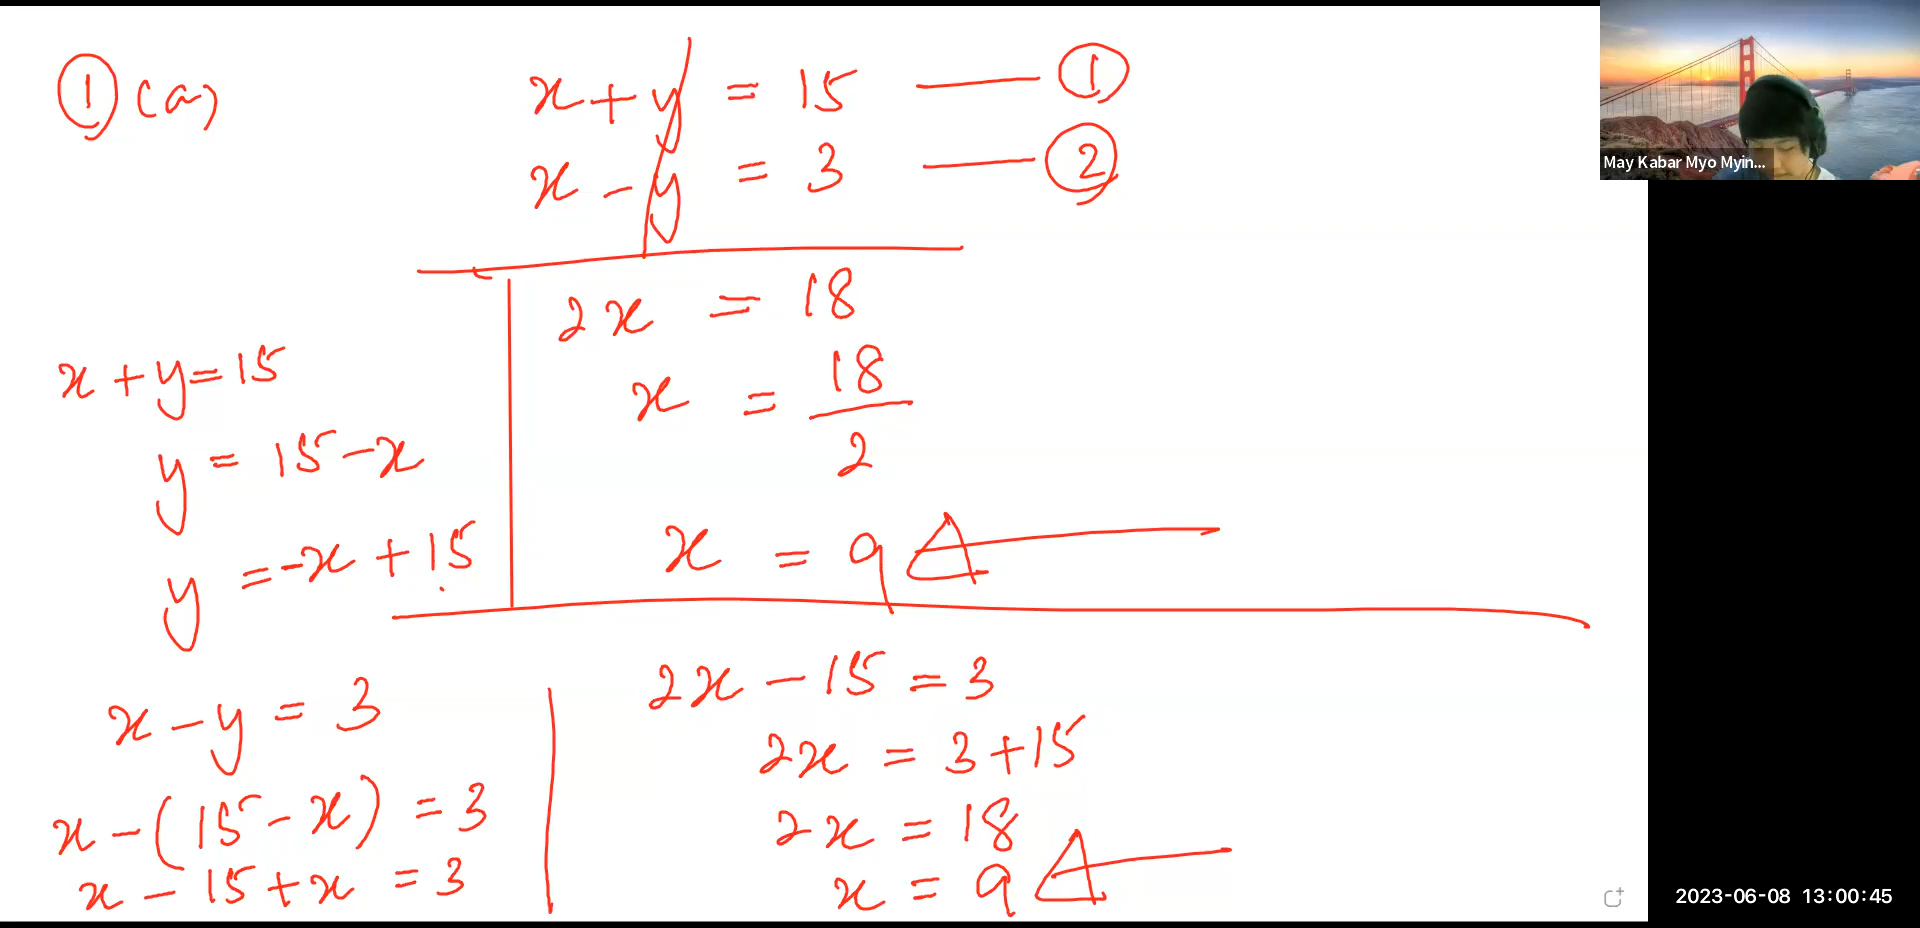 ① (a)
x + y = 15 —— ①
x - y = 3 —— ②
2x = 18
x = 18/2
x = 9
x + y = 15
y = 15 - x
y = -x + 15
x - y = 3
x - (15 - x) = 3
x - 15 + x = 3
2x - 15 = 3
2x = 3 + 15
2x = 18
x = 9
May Kabar Myo Myin...
2023-06-08 13:00:45